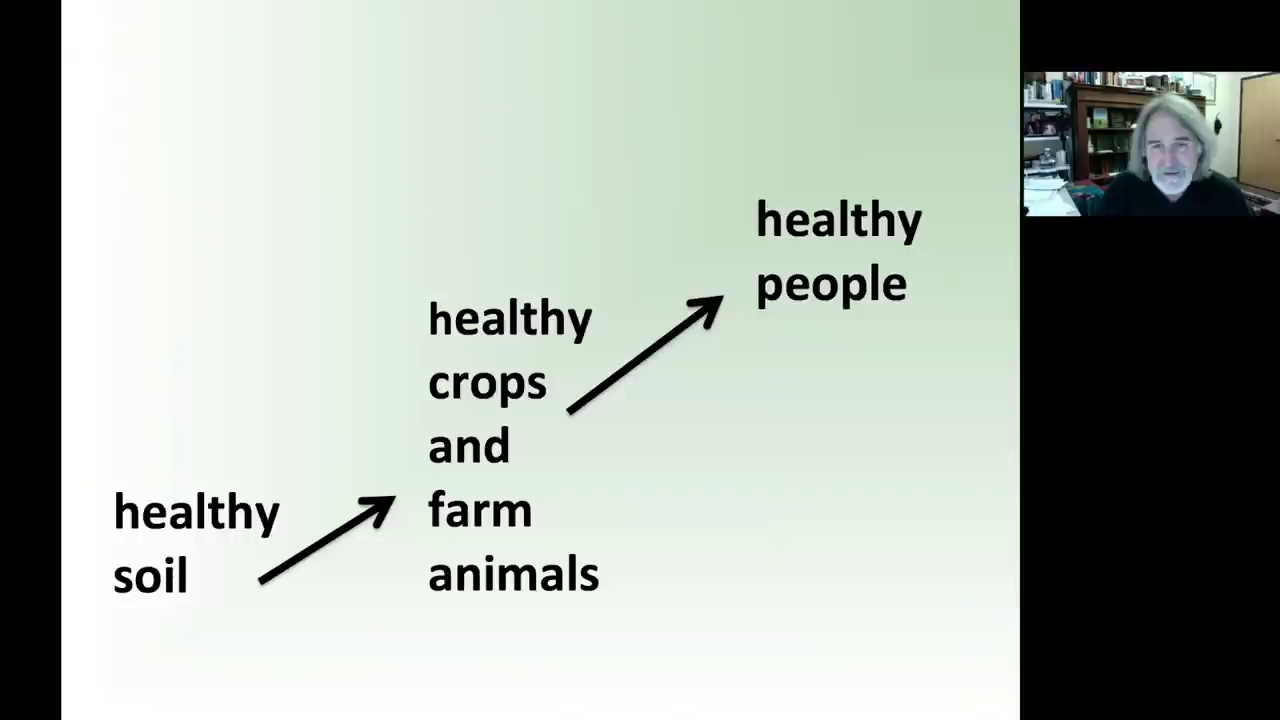 healthy
soil
healthy
crops
and
farm
animals
healthy
people